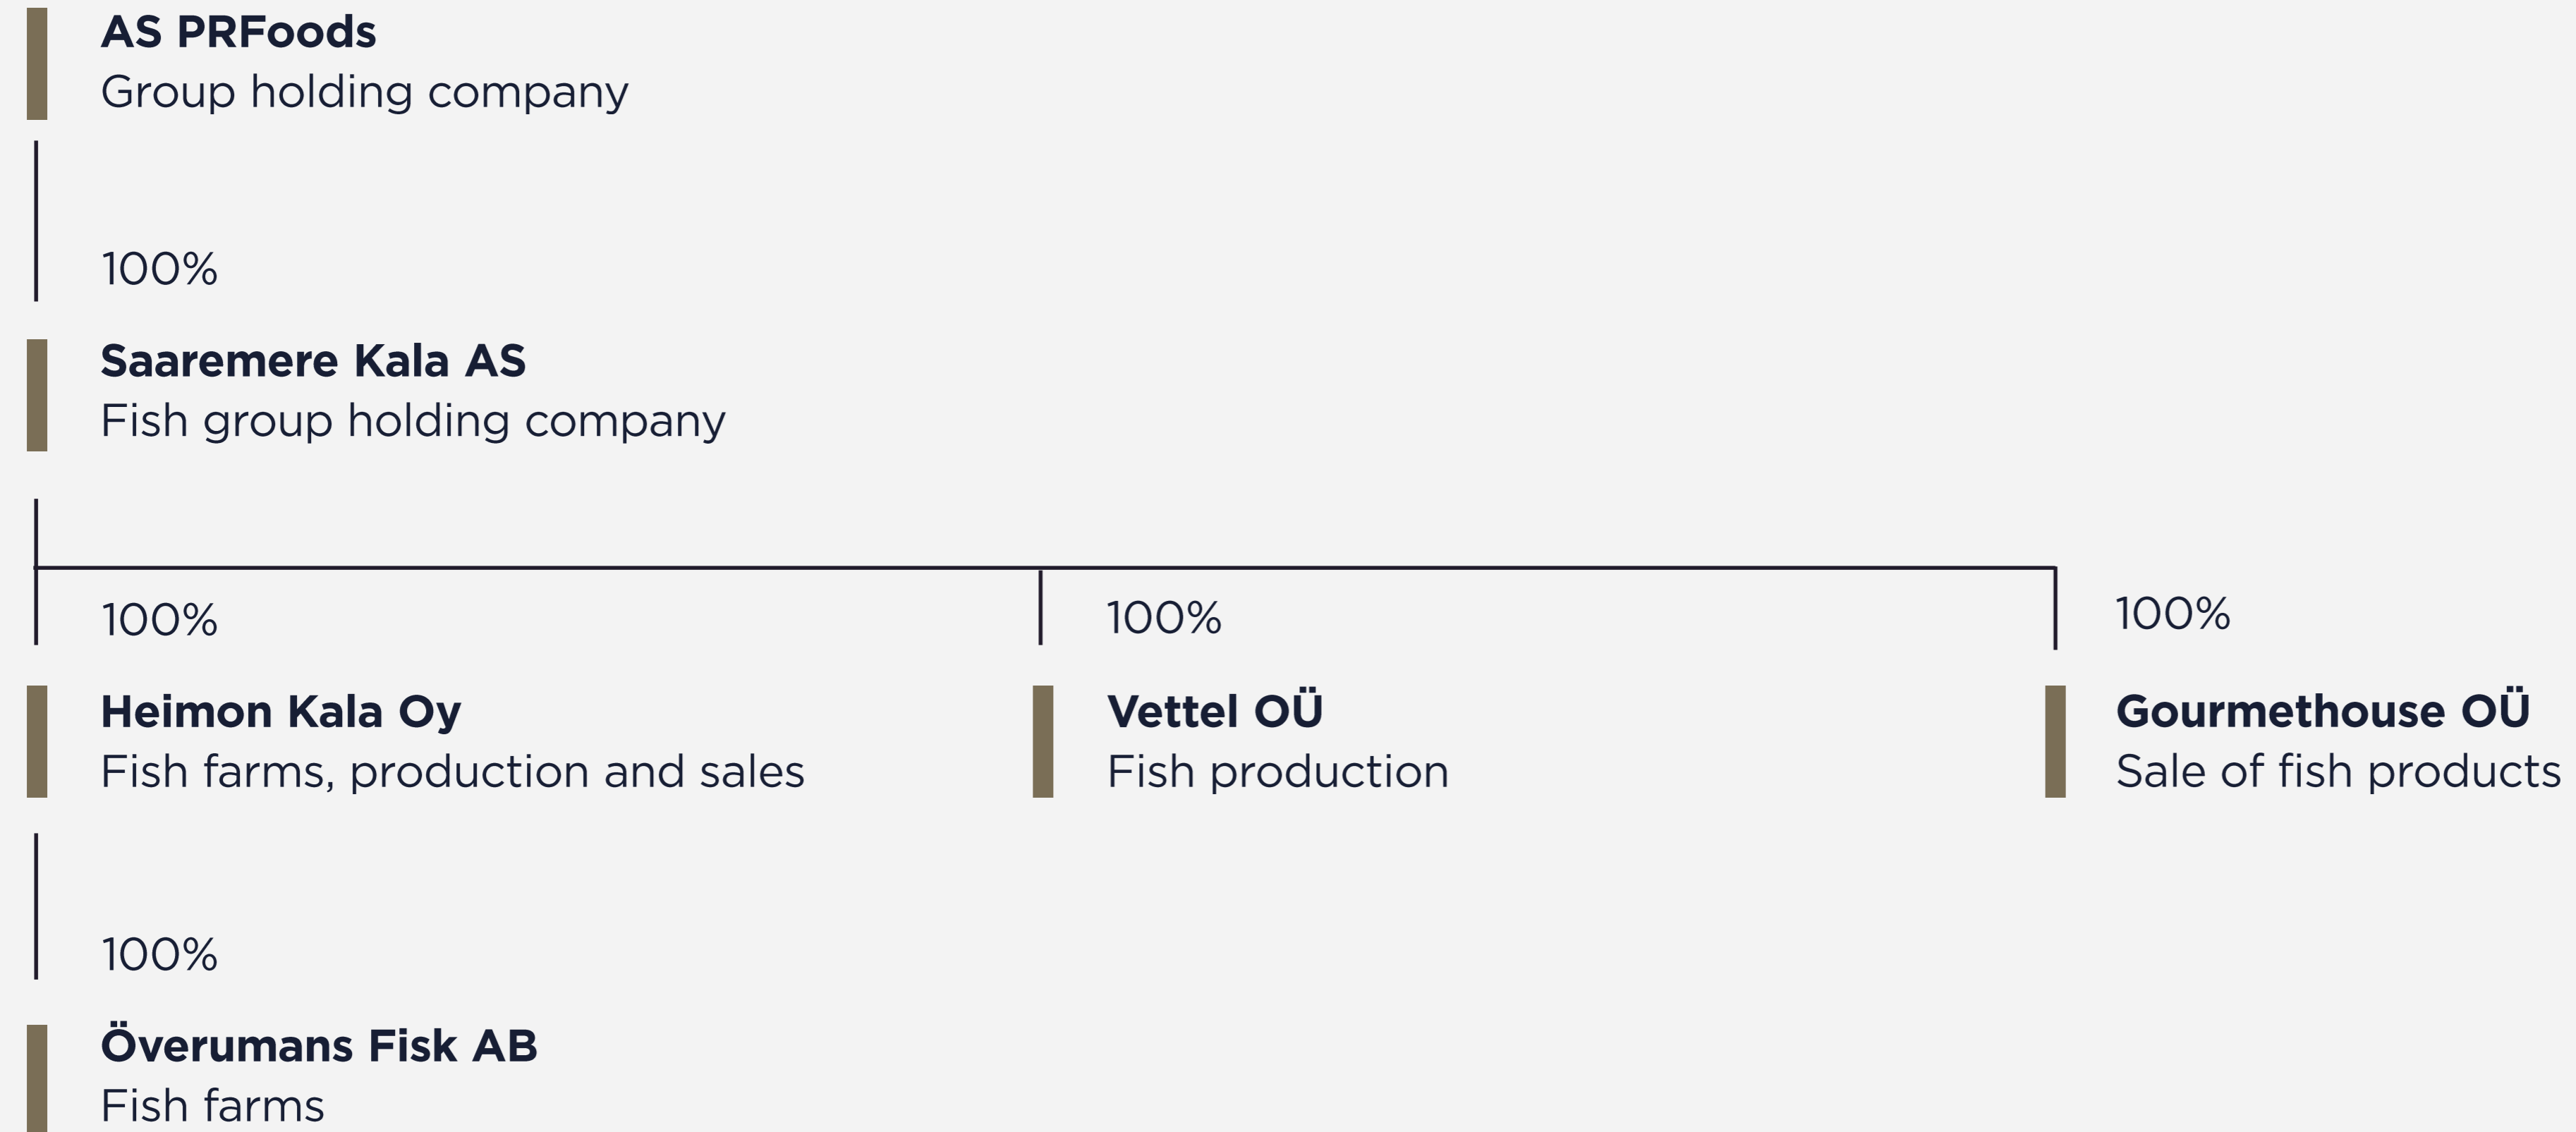 AS PRFoods
Group holding company
100%
Saaremere Kala AS
Fish group holding company
100%
100%
100%
Heimon Kala Oy
Fish farms, production and sales
Vettel OÜ
Fish production
Gourmethouse OÜ
Sale of fish products
100%
Överumans Fisk AB
Fish farms